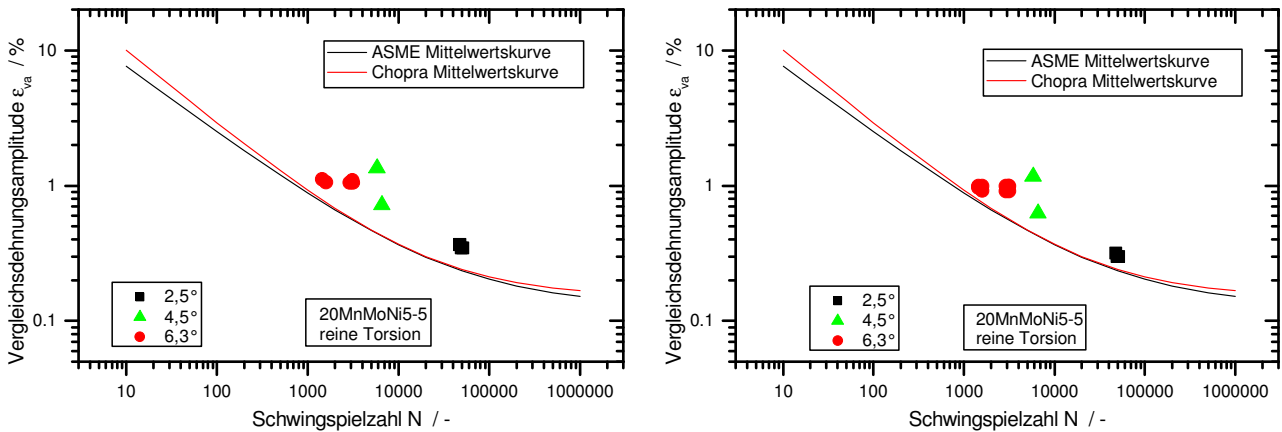 Vergleichsdehnungsamplitude εva / %
10
1
0.1
ASME Mittelwertskurve
Chopra Mittelwertskurve
2,5°
4,5°
6,3°
20MnMoNi5-5
reine Torsion
10 100 1000 10000 100000 1000000
Schwingspielzahl N / -
Vergleichsdehnungsamplitude εva / %
10
1
0.1
ASME Mittelwertskurve
Chopra Mittelwertskurve
2,5°
4,5°
6,3°
20MnMoNi5-5
reine Torsion
10 100 1000 10000 100000 1000000
Schwingspielzahl N / -